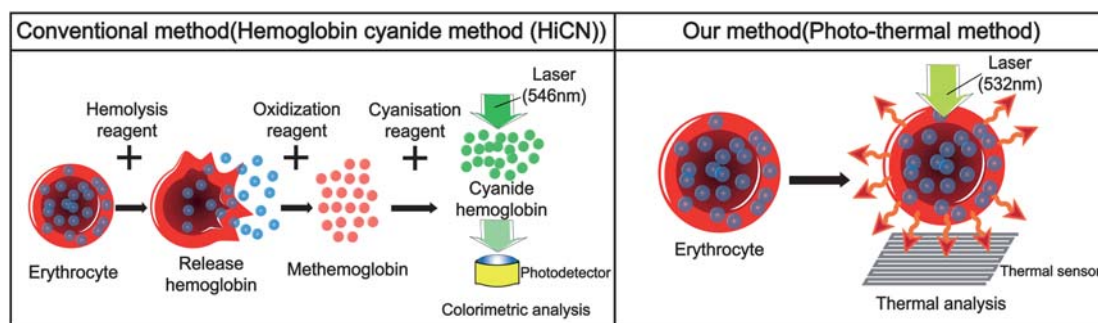 Conventional method(Hemoglobin cyanide method (HiCN))
Hemolysis
reagent
Oxidization
reagent
Cyanisation
reagent
Laser
(546nm)
+
+
+
Erythrocyte
Release
hemoglobin
Methemoglobin
Cyanide
hemoglobin
Photodetector
Colorimetric analysis
Our method(Photo-thermal method)
Laser
(532nm)
Erythrocyte
Thermal sensor
Thermal analysis